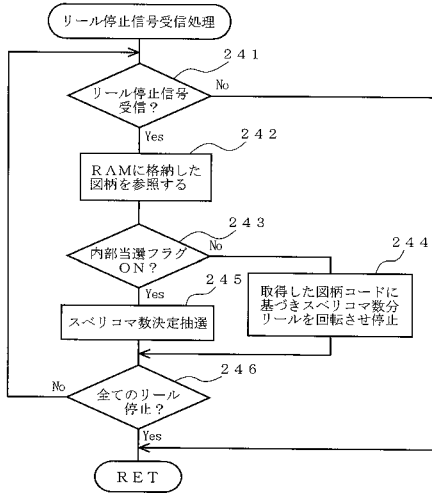 リール停止信号受信処理
241
リール停止信号
受信?
No
Yes
242
RAMに格納した
図柄を参照する
243
内部当選フラグ
ON?
No
Yes
244
取得した図柄コードに
基づきスベリコマ数分
リールを回転させ停止
245
スベリコマ数決定抽選
246
全てのリール
停止?
No
Yes
RET